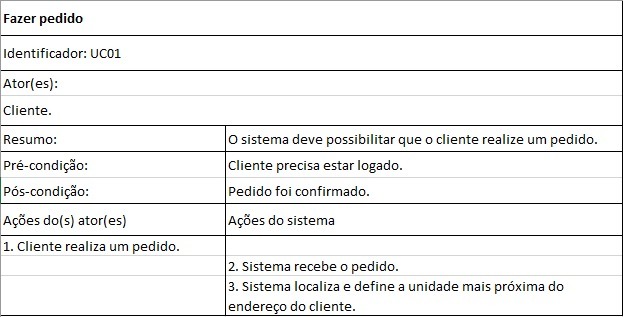 Fazer pedido
Identificador: UC01
Ator(es):
Cliente.
Resumo: O sistema deve possibilitar que o cliente realize um pedido.
Pré-condição: Cliente precisa estar logado.
Pós-condição: Pedido foi confirmado.
Ações do(s) ator(es) Ações do sistema
1. Cliente realiza um pedido.
2. Sistema recebe o pedido.
3. Sistema localiza e define a unidade mais próxima do
endereço do cliente.